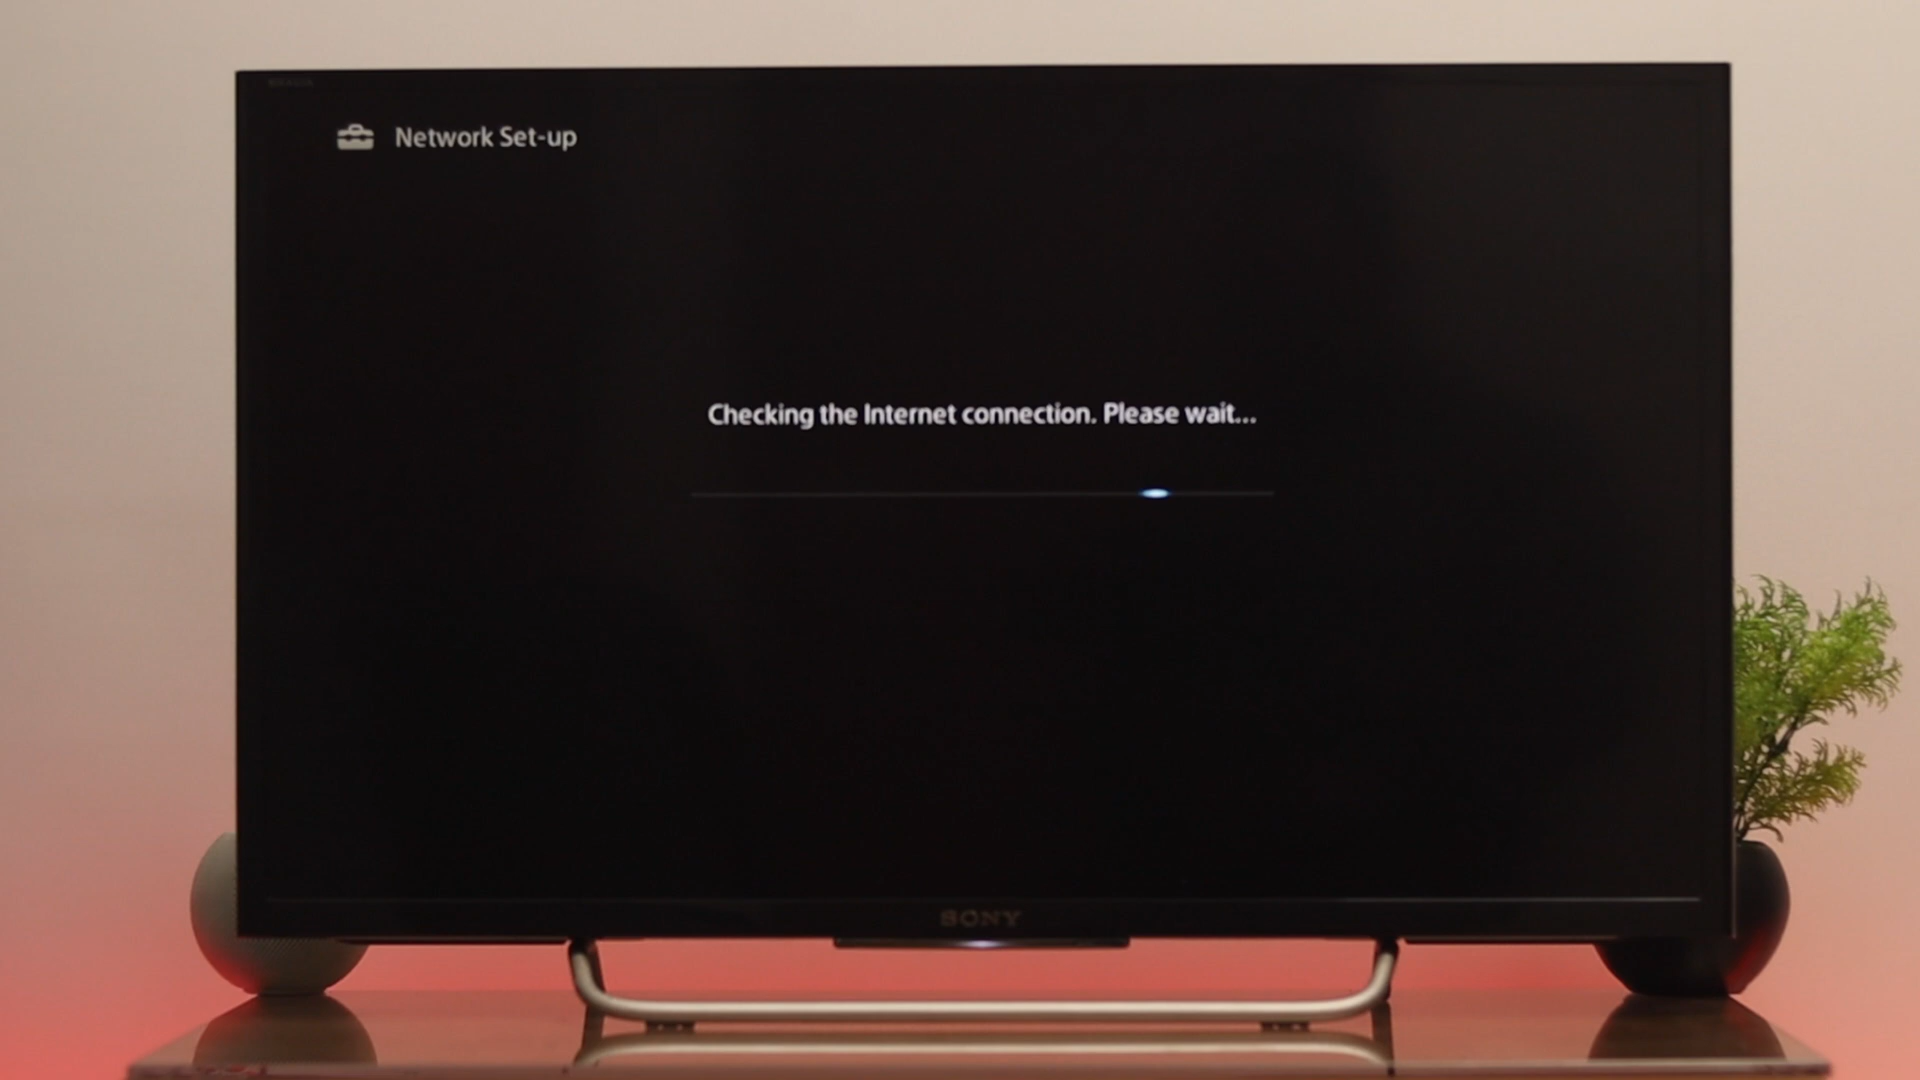 Network Set-up
Checking the Internet connection. Please wait...
SONY